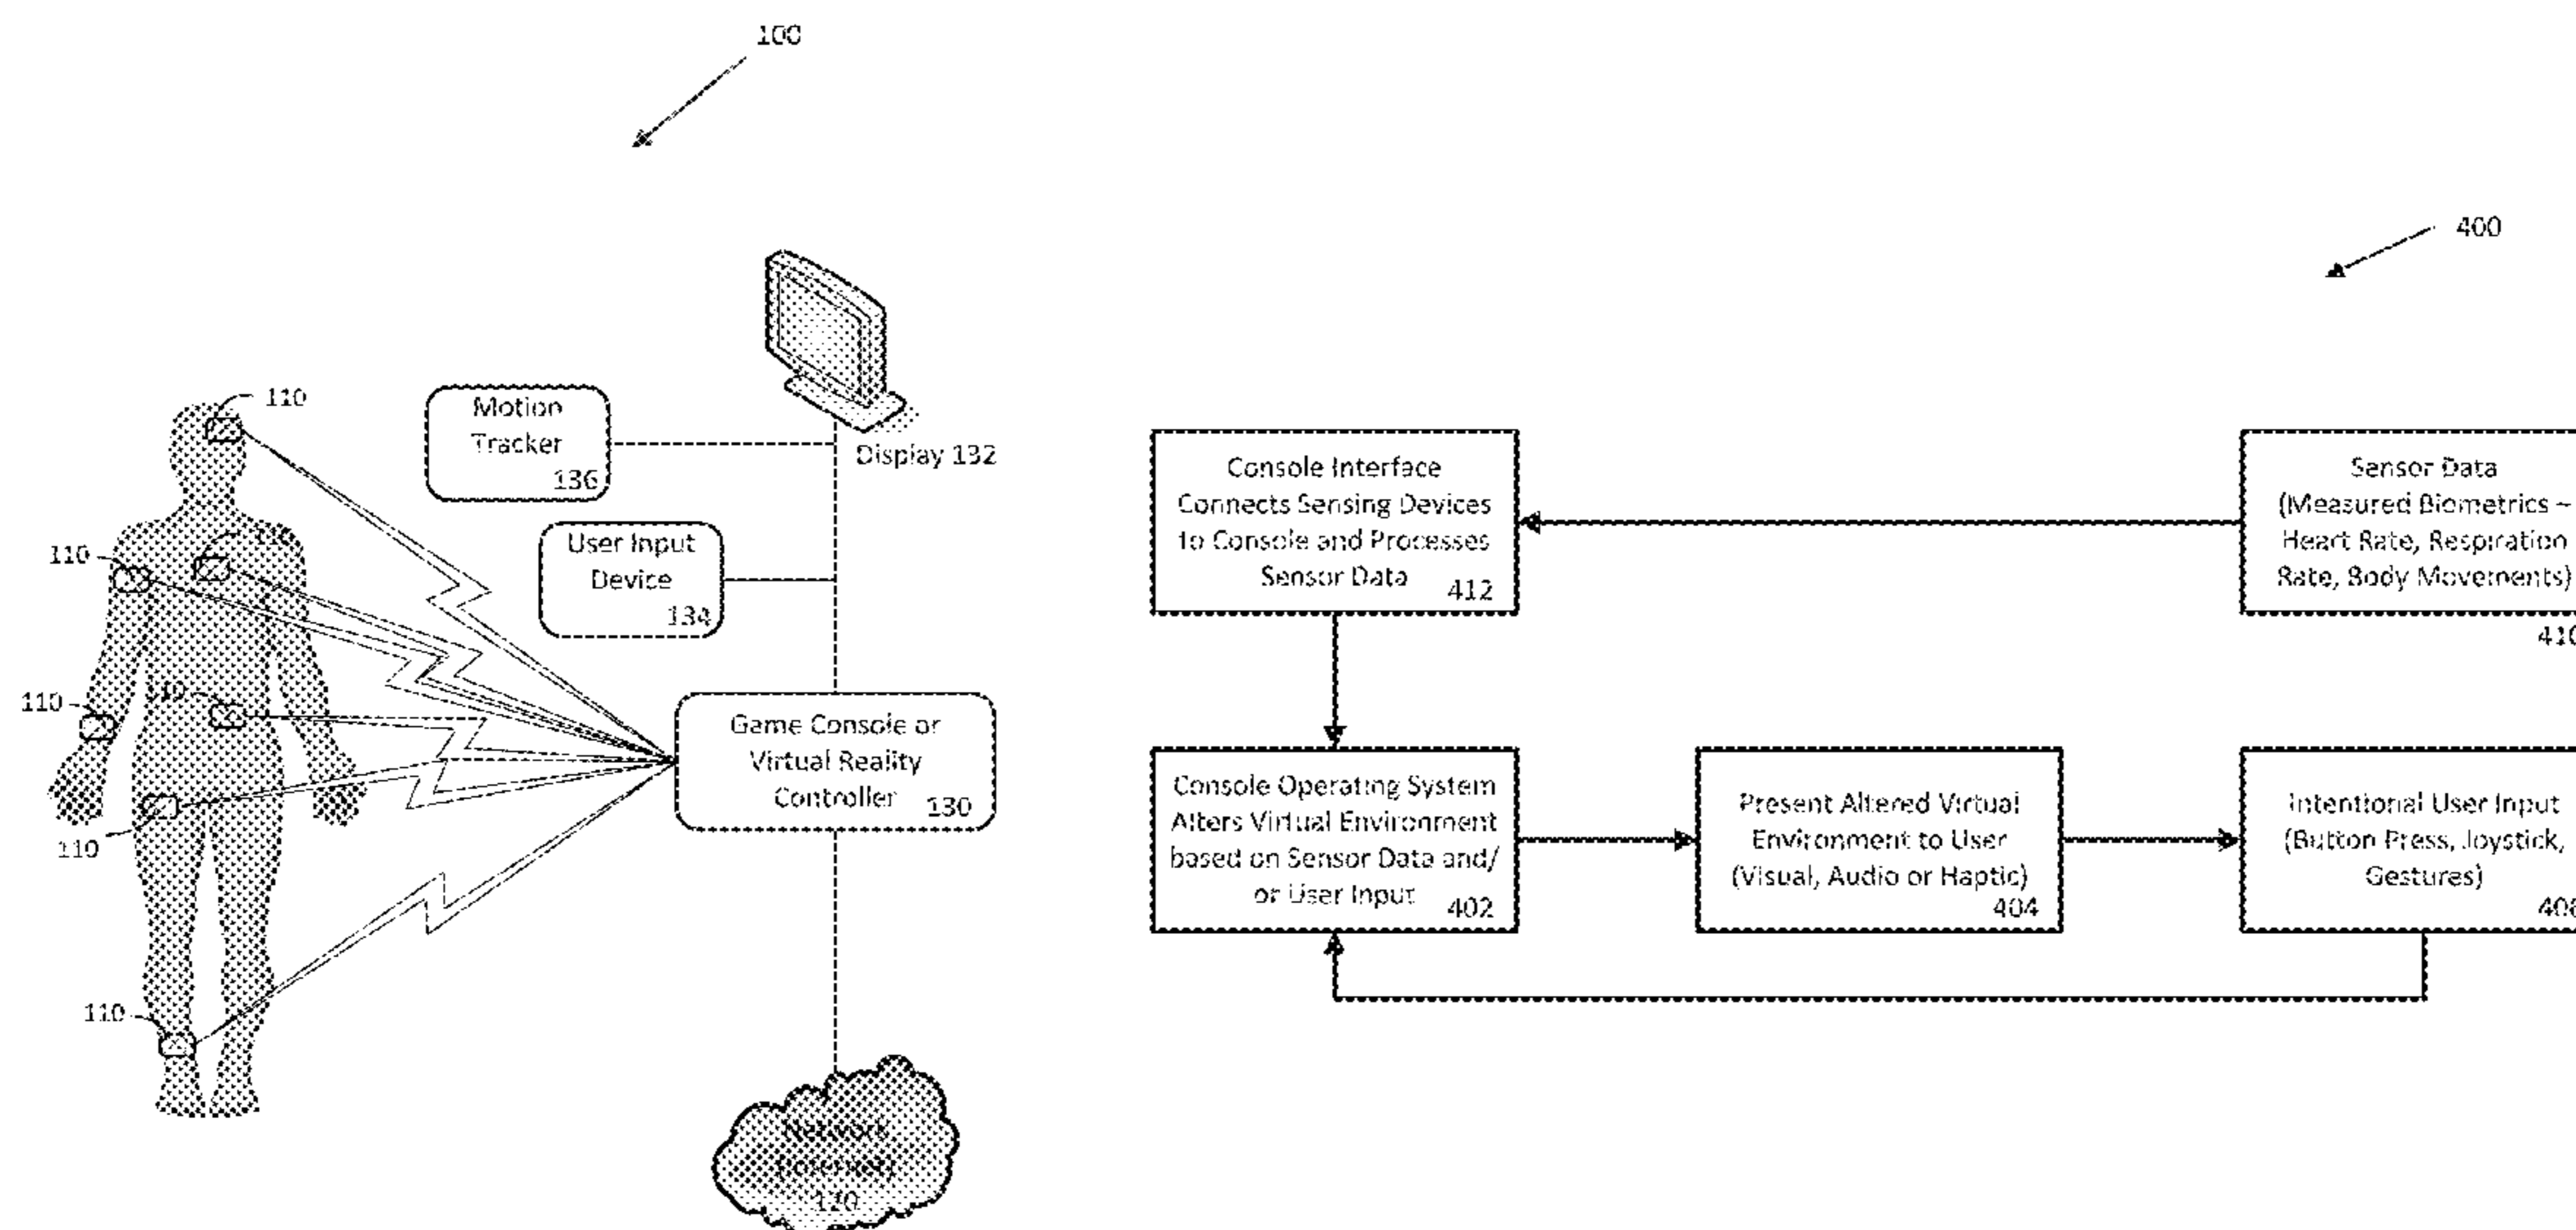 100
110
Motion
Tracker
136
Display 132
User Input
Device
134
110
110
110
110
Game Console or
Virtual Reality
Controller 130
110
110
Network
120
400
Console Interface
Connects Sensing Devices
to Console and Processes
Sensor Data
412
Sensor Data
(Measured Biometrics –
Heart Rate, Respiration
Rate, Body Movements)
Console Operating System
Alters Virtual Environment
based on Sensor Data and/
or User Input
402
Present Altered Virtual
Environment to User
(Visual, Audio or Haptic)
404
Intentional User Input
(Button Press, Joystick,
Gestures)